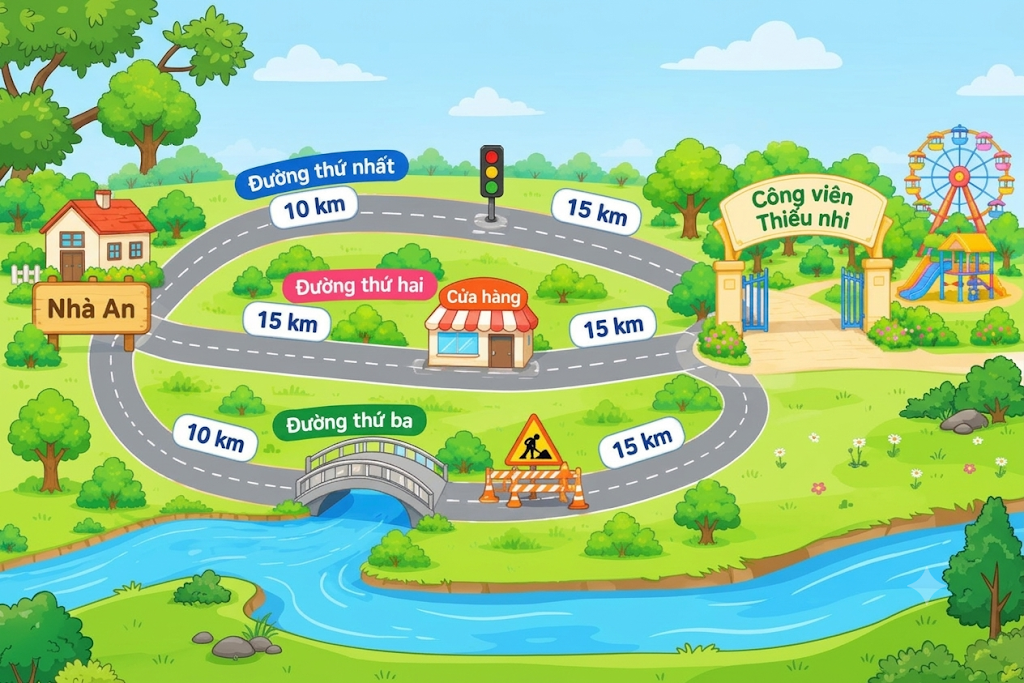 Đường thứ nhất
10 km
15 km
Công viên
Thiếu nhi
Nhà An
Đường thứ hai
Cửa hàng
15 km
15 km
Đường thứ ba
10 km
15 km